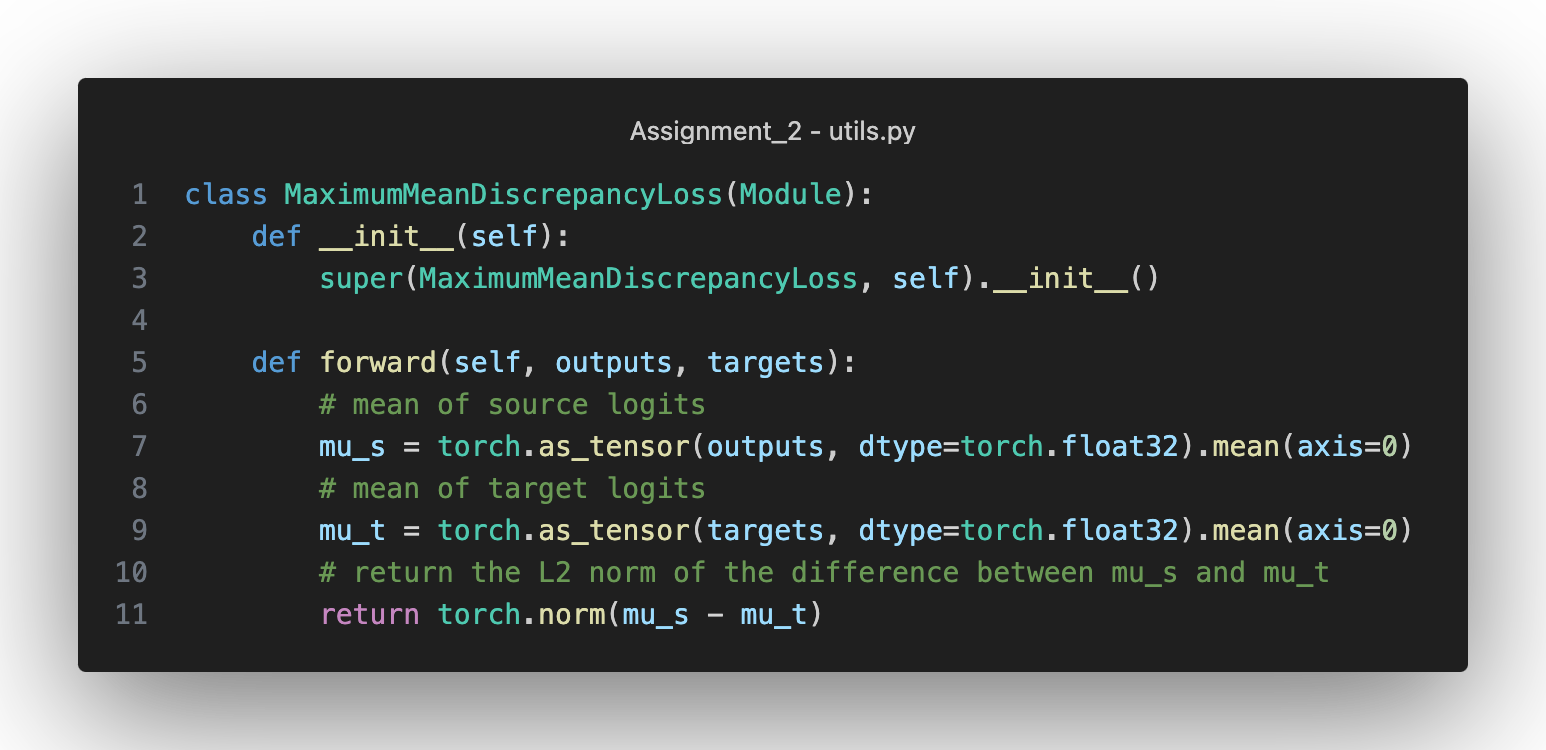 Assignment_2 - utils.py
1 class MaximumMeanDiscrepancyLoss(Module):
2     def __init__(self):
3         super(MaximumMeanDiscrepancyLoss, self).__init__()
4
5     def forward(self, outputs, targets):
6         # mean of source logits
7         mu_s = torch.as_tensor(outputs, dtype=torch.float32).mean(axis=0)
8         # mean of target logits
9         mu_t = torch.as_tensor(targets, dtype=torch.float32).mean(axis=0)
10         # return the L2 norm of the difference between mu_s and mu_t
11         return torch.norm(mu_s - mu_t)